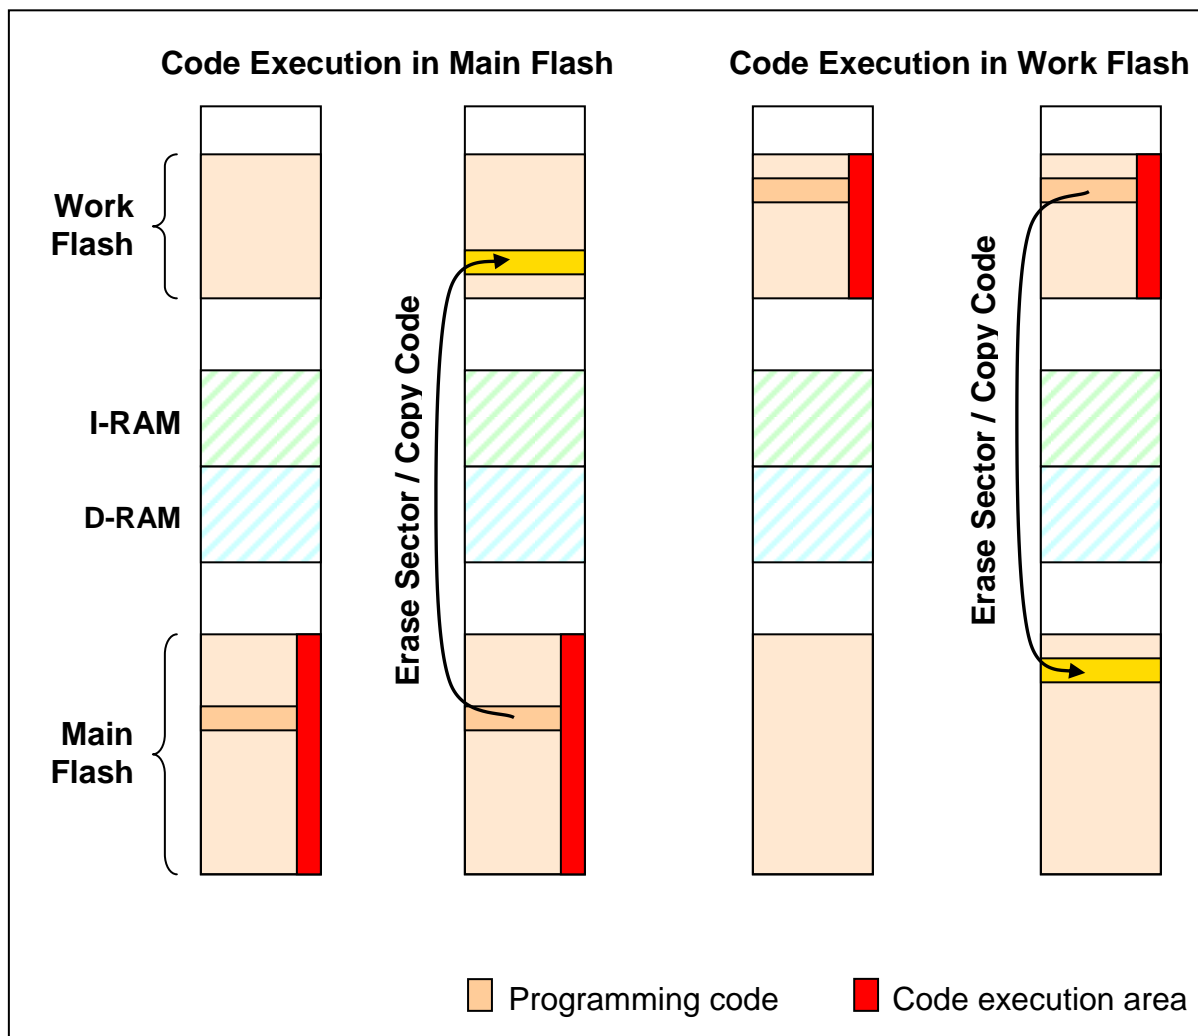 Code Execution in Main Flash
Code Execution in Work Flash
Work
Flash
I-RAM
D-RAM
Main
Flash
Erase Sector / Copy Code
Erase Sector / Copy Code
Programming code
Code execution area